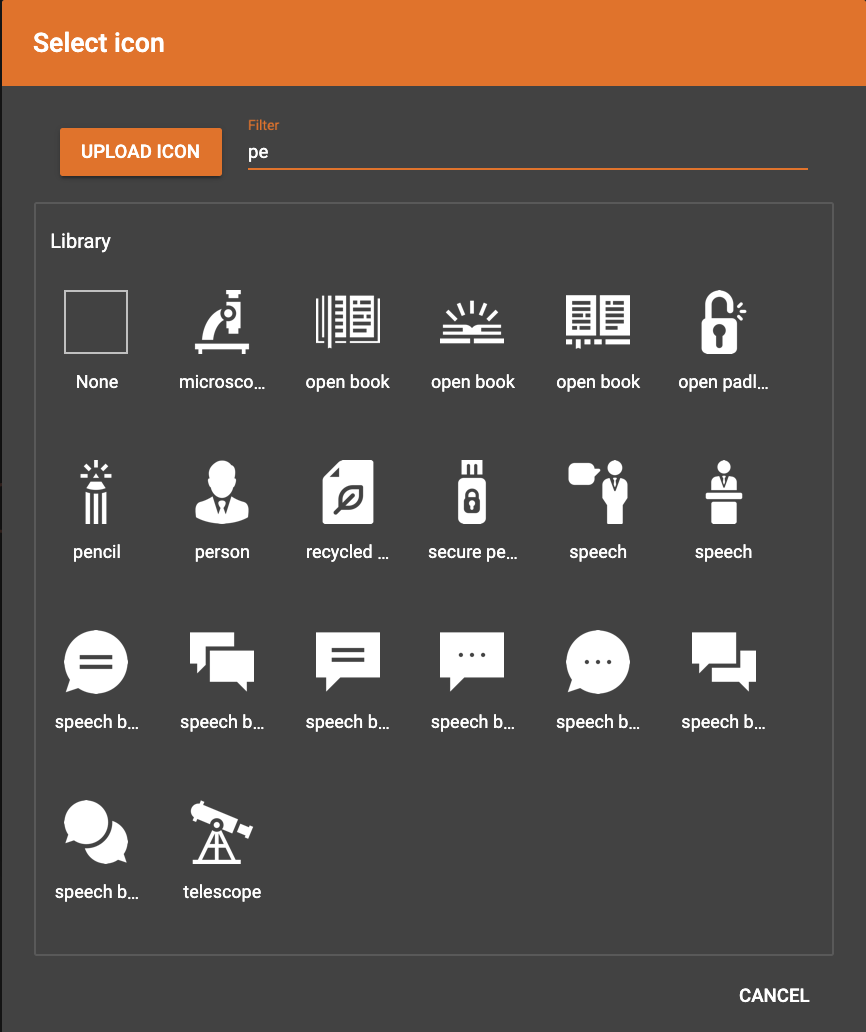 Select icon
UPLOAD ICON
Filter
pe
Library
None
microsco...
open book
open book
open book
open padl...
pencil
person
recycled ...
secure pe...
speech
speech
speech b...
speech b...
speech b...
speech b...
speech b...
speech b...
speech b...
telescope
CANCEL